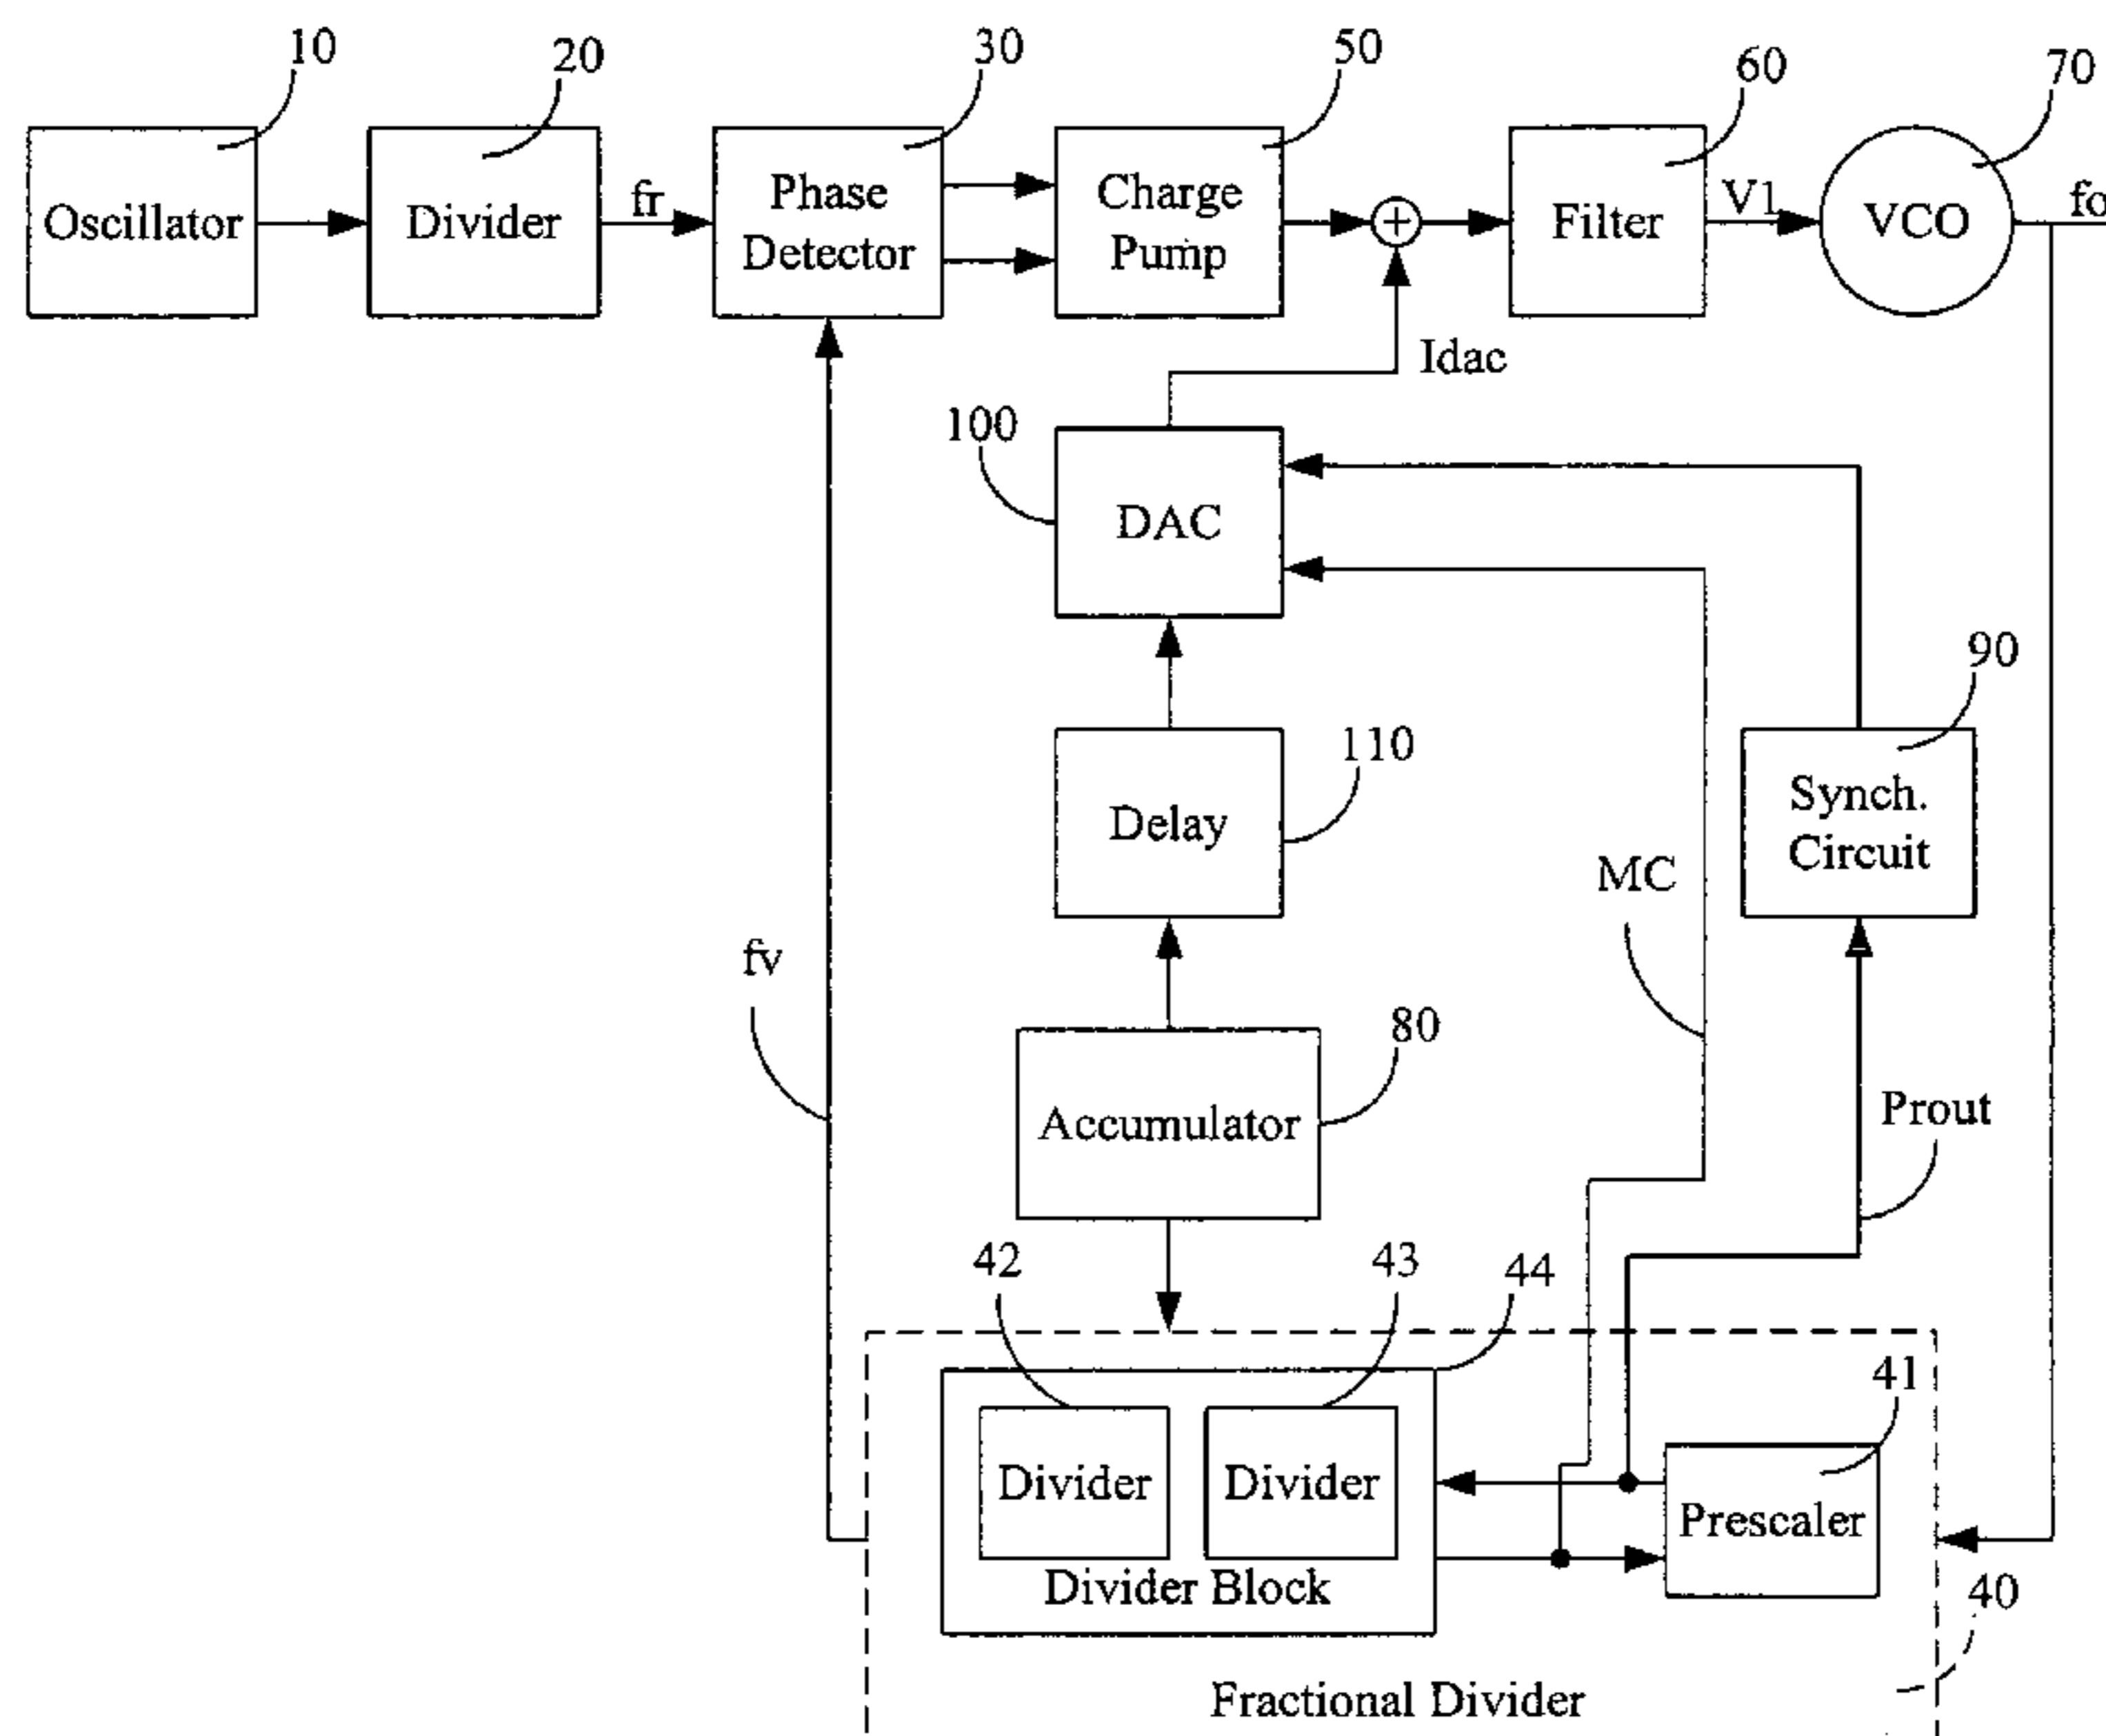 10
20
30
50
60
70
Oscillator
Divider
fr
Phase
Detector
Charge
Pump
+
Filter
V1
VCO
fo
Idac
100
DAC
90
110
Delay
Synch.
Circuit
MC
fv
80
Accumulator
Prout
42
43
44
41
Divider
Divider
Prescaler
Divider Block
40
Fractional Divider